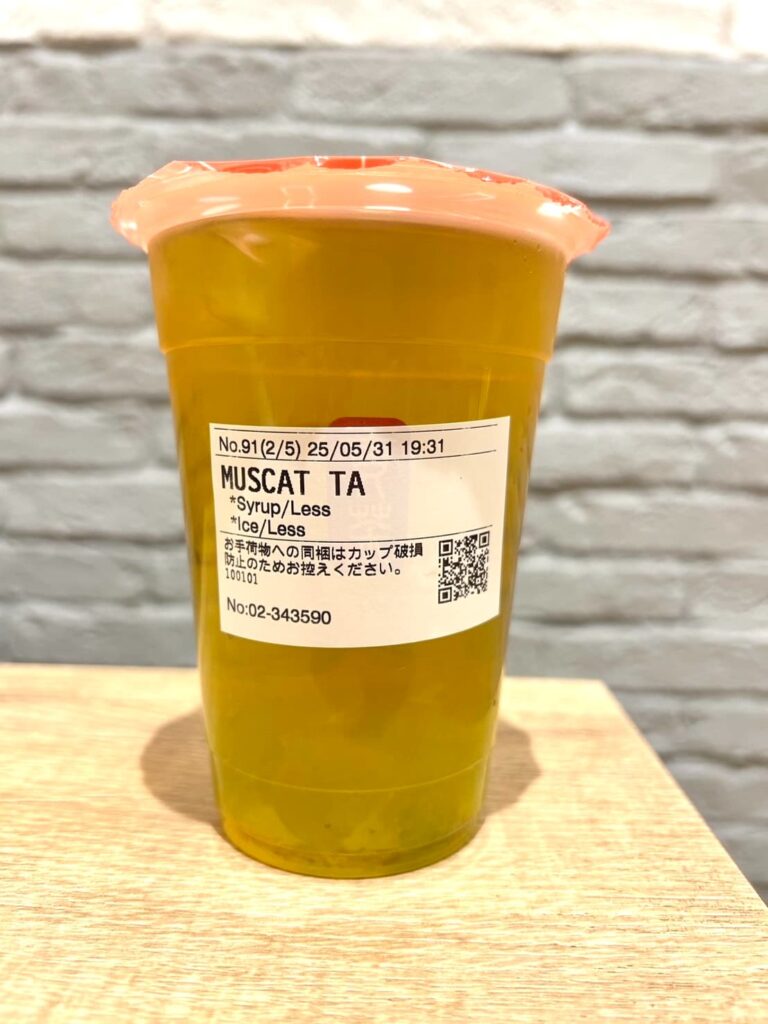 No.91(2/5) 25/05/31 19:31
MUSCAT TA
*Syrup/Less
*Ice/Less
お手荷物への同梱はカップ破損
防止のためお控えください。
100101
No:02-343590